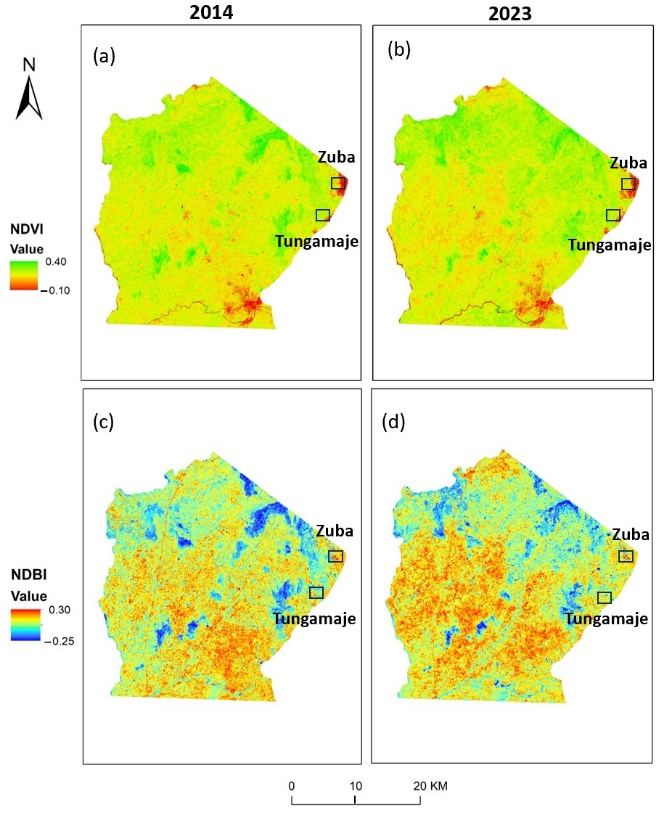 2014 2023
(a) (b)
N
Zuba Zuba
NDVI
Value
0.40
−0.10
Tungamaje Tungamaje
(c) (d)
Zuba Zuba
NDBI
Value
0.30
−0.25
Tungamaje Tungamaje
0 10 20 KM